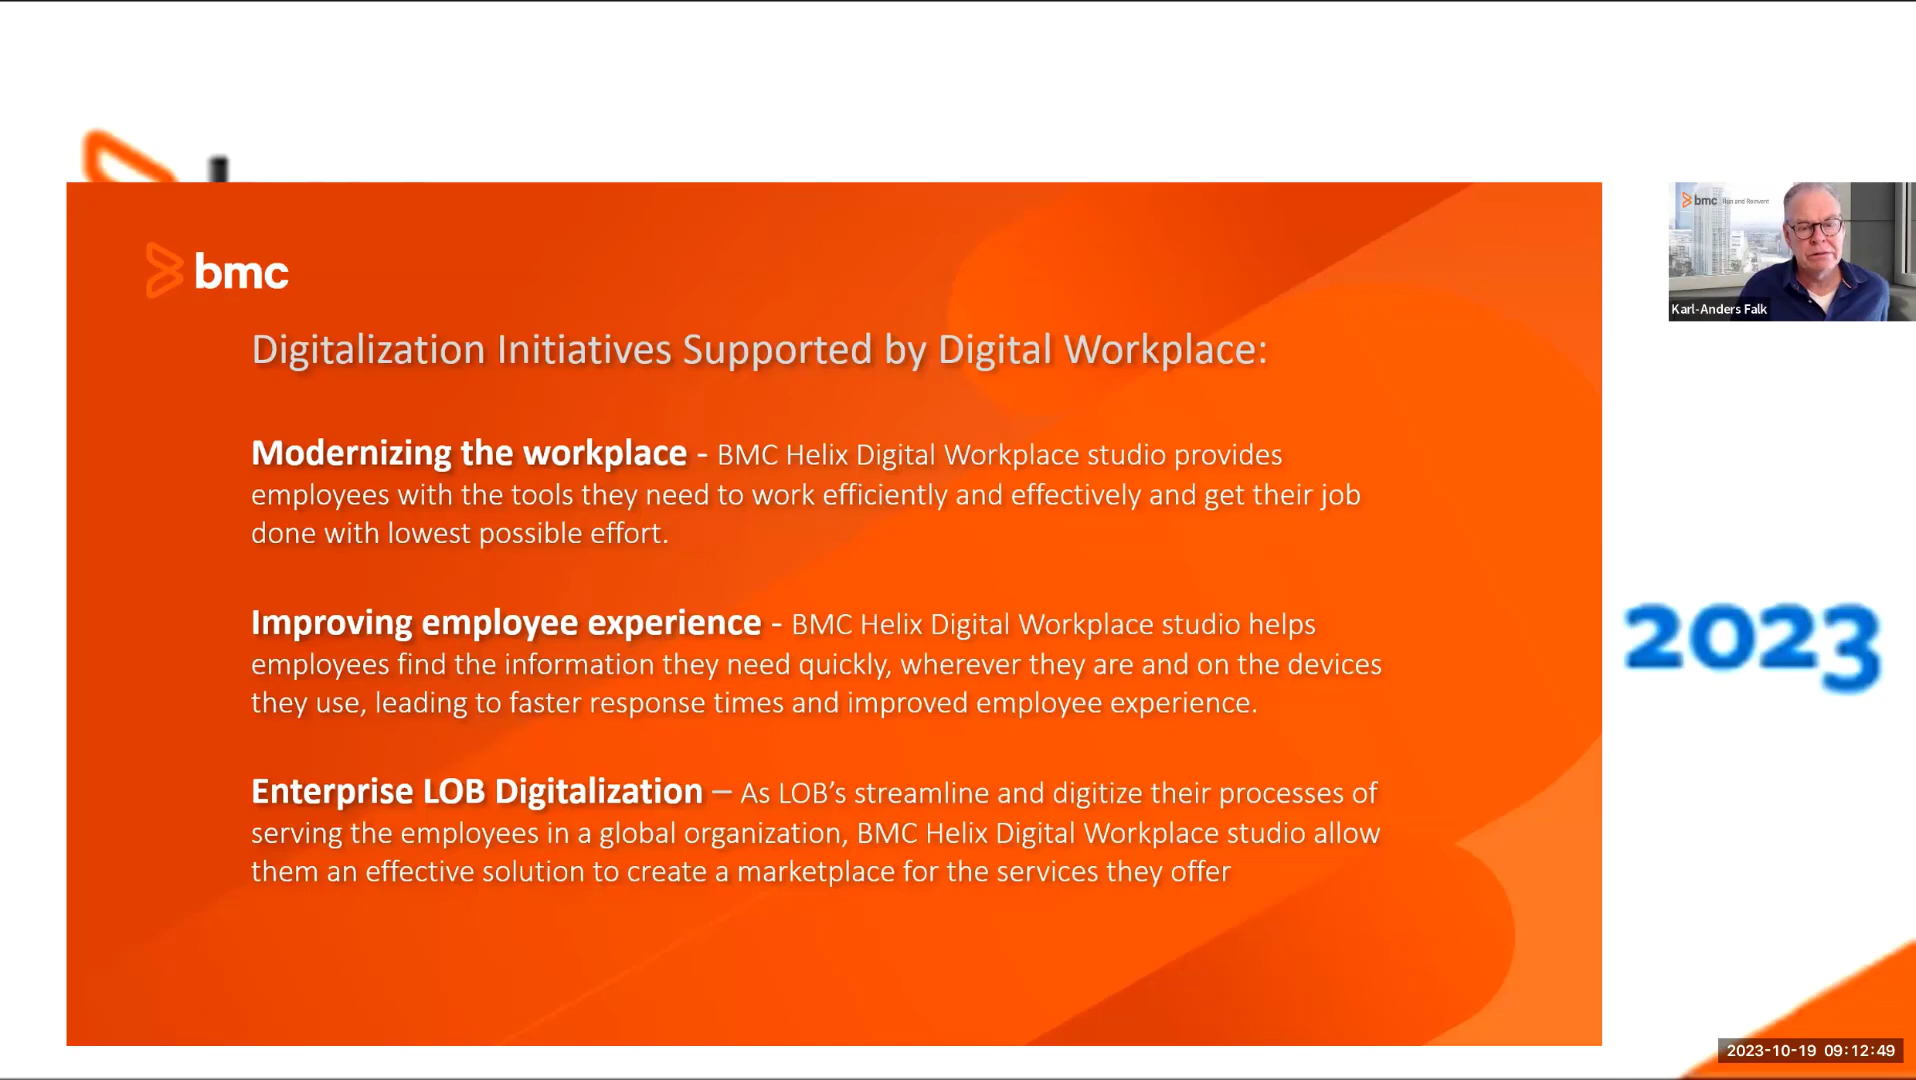 bmc
Digitalization Initiatives Supported by Digital Workplace:
Modernizing the workplace - BMC Helix Digital Workplace studio provides
employees with the tools they need to work efficiently and effectively and get their job
done with lowest possible effort.
Improving employee experience - BMC Helix Digital Workplace studio helps
employees find the information they need quickly, wherever they are and on the devices
they use, leading to faster response times and improved employee experience.
Enterprise LOB Digitalization – As LOB’s streamline and digitize their processes of
serving the employees in a global organization, BMC Helix Digital Workplace studio allow
them an effective solution to create a marketplace for the services they offer
bmc Run and Reinvent
Karl-Anders Falk
2023
2023-10-19 09:12:49